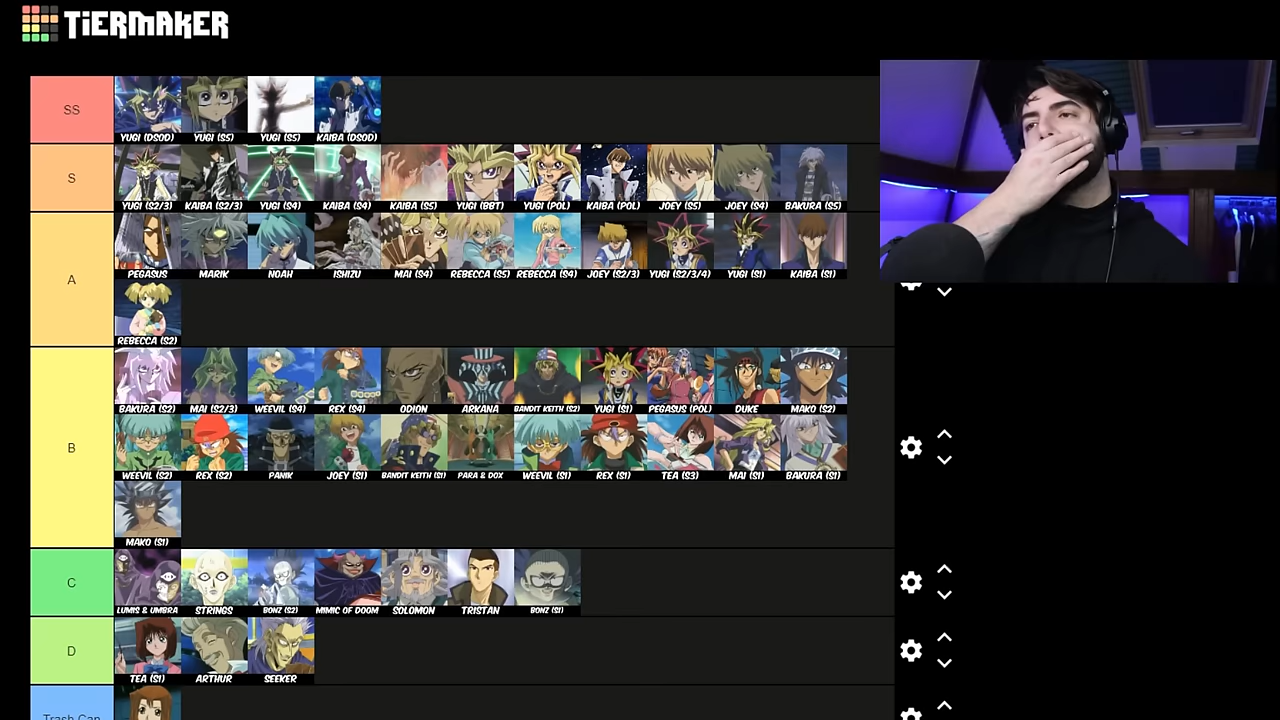 TIERMAKER
SS
YUGI (DSOD) YUGI (S5) YUGI (S5) KAIBA (DSOD)
S
YUGI (S2/3) KAIBA (S2/3) YUGI (S4) KAIBA (S4) KAIBA (S5) YUGI (BBT) YUGI (POL) KAIBA (POL) JOEY (S5) JOEY (S4) BAKURA (S5)
A
PEGASUS MARIK NOAH ISHIZU MAI (S4) REBECCA (S5) REBECCA (S4) JOEY (S2/3) YUGI (S2/3/4) YUGI (S1) KAIBA (S1)
REBECCA (S2)
B
BAKURA (S2) MAI (S2/3) WEEVIL (S4) REX (S4) ODION ARKANA BANDIT KEITH (S2) YUGI (S1) PEGASUS (POL) DUKE MAKO (S2)
WEEVIL (S2) REX (S2) PANIK JOEY (S1) BANDIT KEITH (S1) PARA & DOX WEEVIL (S1) REX (S1) TEA (S3) MAI (S1) BAKURA (S1)
MAKO (S1)
C
LUMIS & UMBRA STRINGS BONZ (S2) MIMIC OF DOOM SOLOMON TRISTAN BONZ (S1)
D
TEA (S1) ARTHUR SEEKER
Trash Can